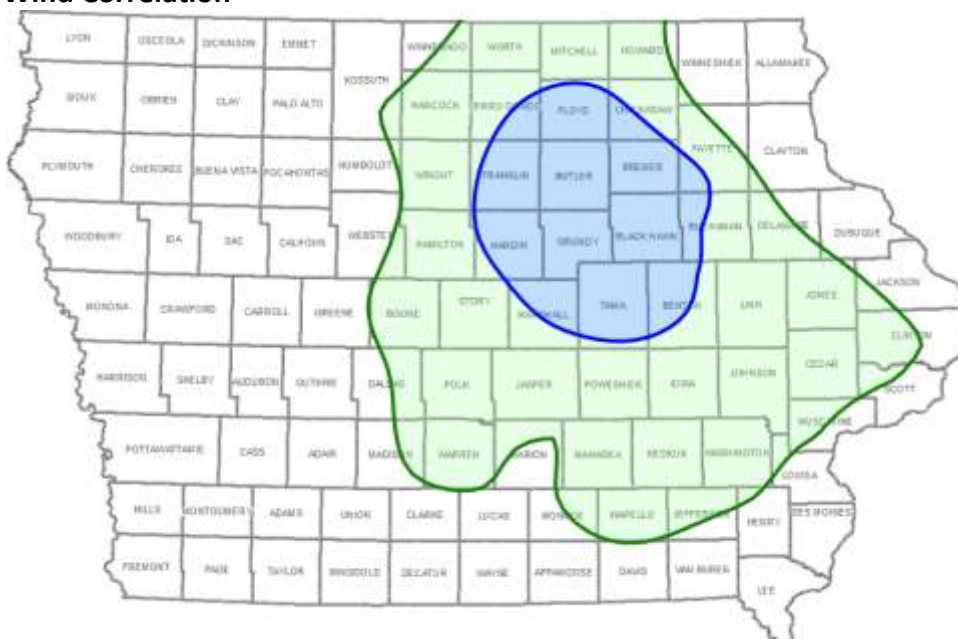 Wind Correlation
LYON OSCEOLA DICKINSON EMMET WINNEBAGO WORTH MITCHELL HOWARD WINNESHIEK ALLAMAKEE
KOSSUTH
SIOUX OBRIEN CLAY PALO ALTO HANCOCK CERRO GORDO FLOYD CHICKASAW
PLYMOUTH CHEROKEE BUENA VISTA POCAHONTAS HUMBOLDT WRIGHT FRANKLIN BUTLER BREMER FAYETTE CLAYTON
WOODBURY IDA SAC CALHOUN WEBSTER HAMILTON HARDIN GRUNDY BLACK HAWK BUCHANAN DELAWARE DUBUQUE
MONONA CRAWFORD CARROLL GREENE BOONE STORY MARSHALL TAMA BENTON LINN JONES JACKSON
CLINTON
HARRISON SHELBY AUDUBON GUTHRIE DALLAS POLK JASPER POWESHIEK IOWA JOHNSON CEDAR SCOTT
MUSCATINE
POTTAWATTAMIE CASS ADAIR MADISON WARREN MARION MAHASKA KEOKUK WASHINGTON LOUISA
MILLS MONTGOMERY ADAMS UNION CLARKE LUCAS MONROE WAPELLO JEFFERSON HENRY DES MOINES
FREMONT PAGE TAYLOR RINGGOLD DECATUR WAYNE APPANOOSE DAVIS VAN BUREN LEE